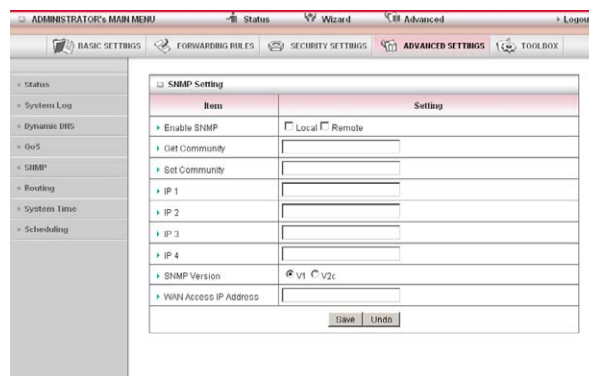 ADMINISTRATOR's MAIN MENU Status Wizard Advanced Logou
BASIC SETTINGS FORWARDING RULES SECURITY SETTINGS ADVANCED SETTINGS TOOLBOX
Status
System Log
Dynamic DNS
QoS
SNMP
Routing
System Time
Scheduling
SNMP Setting
Item Setting
Enable SNMP Local Remote
Get Community
Set Community
IP 1
IP 2
IP 3
IP 4
SNMP Version V1 V2c
WAN Access IP Address
Save Undo